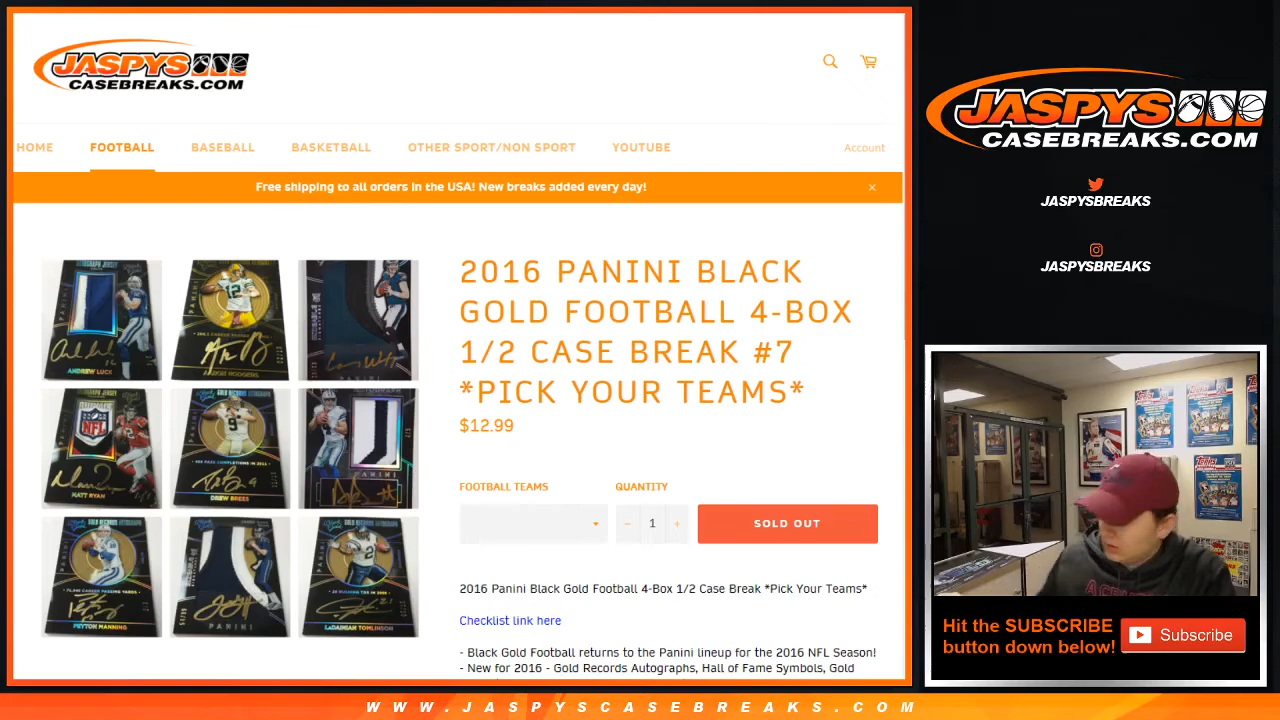 JASPYS
CASEBREAKS.COM
HOME
FOOTBALL
BASEBALL
BASKETBALL
OTHER SPORT/NON SPORT
YOUTUBE
Account
Free shipping to all orders in the USA! New breaks added every day!
×
ANDREW LUCK
PANINI
NFL
MATT RYAN
DREW BREES
PANINI
PEYTON MANNING
PANINI
LADAINIAN TOMLINSON
2016 PANINI BLACK
GOLD FOOTBALL 4-BOX
1/2 CASE BREAK #7
*PICK YOUR TEAMS*
$12.99
FOOTBALL TEAMS
QUANTITY
− 1 +
SOLD OUT
2016 Panini Black Gold Football 4-Box 1/2 Case Break *Pick Your Teams*
Checklist link here
- Black Gold Football returns to the Panini lineup for the 2016 NFL Season!
- New for 2016 - Gold Records Autographs, Hall of Fame Symbols, Gold
JASPYS
CASEBREAKS.COM
JASPYSBREAKS
JASPYSBREAKS
Hit the SUBSCRIBE
button down below!
Subscribe
WWW.JASPYSCASEBREAKS.COM